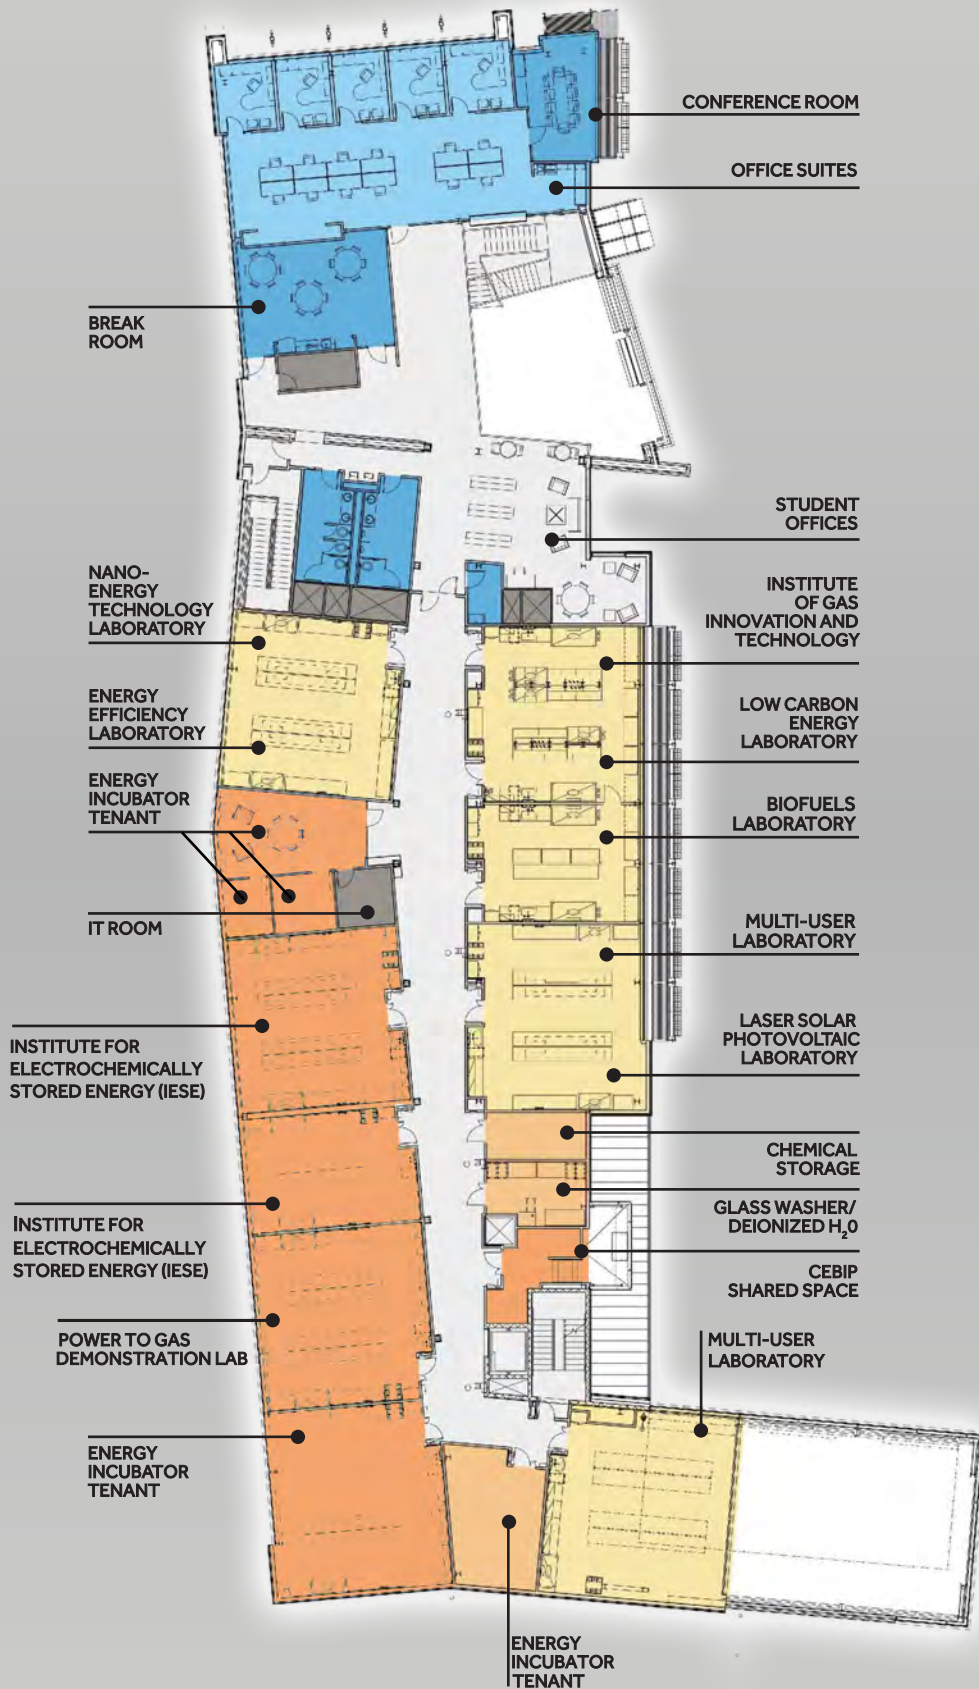 CONFERENCE ROOM
OFFICE SUITES
BREAK
ROOM
STUDENT
OFFICES
NANO-
ENERGY
TECHNOLOGY
LABORATORY
INSTITUTE
OF GAS
INNOVATION AND
TECHNOLOGY
ENERGY
EFFICIENCY
LABORATORY
LOW CARBON
ENERGY
LABORATORY
ENERGY
INCUBATOR
TENANT
BIOFUELS
LABORATORY
IT ROOM
MULTI-USER
LABORATORY
INSTITUTE FOR
ELECTROCHEMICALLY
STORED ENERGY (IESE)
LASER SOLAR
PHOTOVOLTAIC
LABORATORY
CHEMICAL
STORAGE
INSTITUTE FOR
ELECTROCHEMICALLY
STORED ENERGY (IESE)
GLASS WASHER/
DEIONIZED H₂0
CEBIP
SHARED SPACE
POWER TO GAS
DEMONSTRATION LAB
MULTI-USER
LABORATORY
ENERGY
INCUBATOR
TENANT
ENERGY
INCUBATOR
TENANT